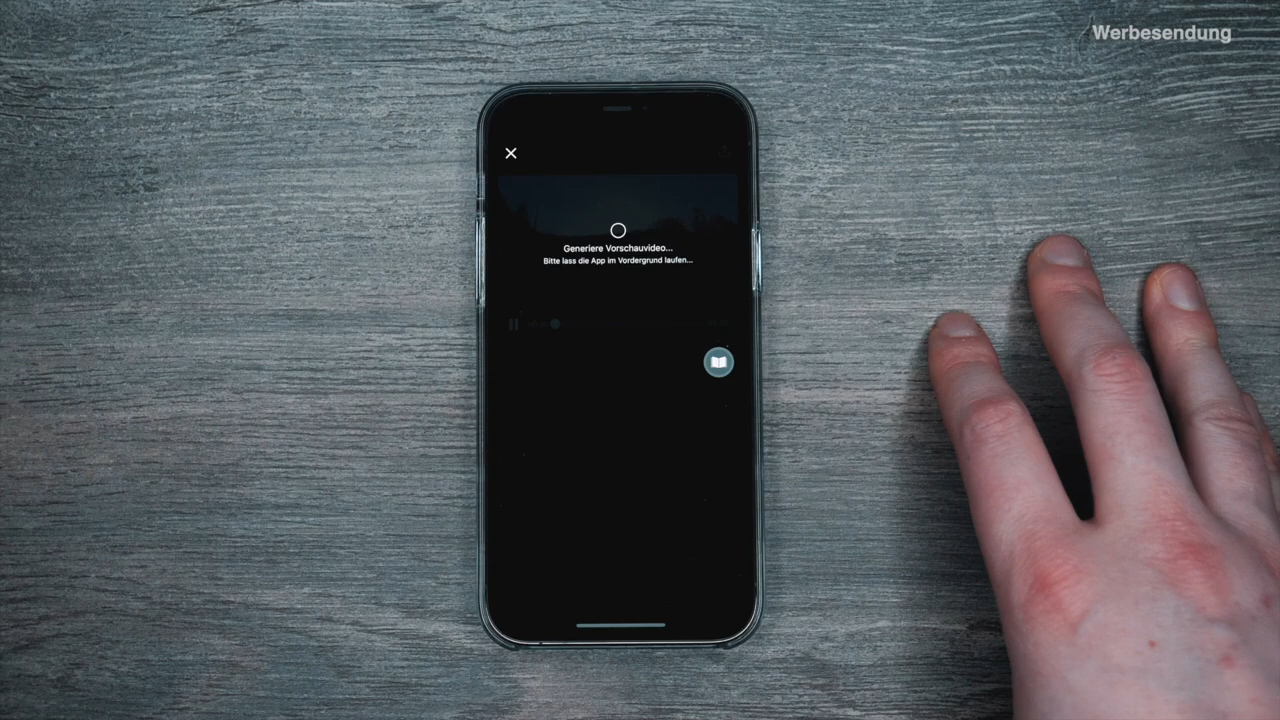 Werbesendung
Generiere Vorschauvideo...
Bitte lass die App im Vordergrund laufen...